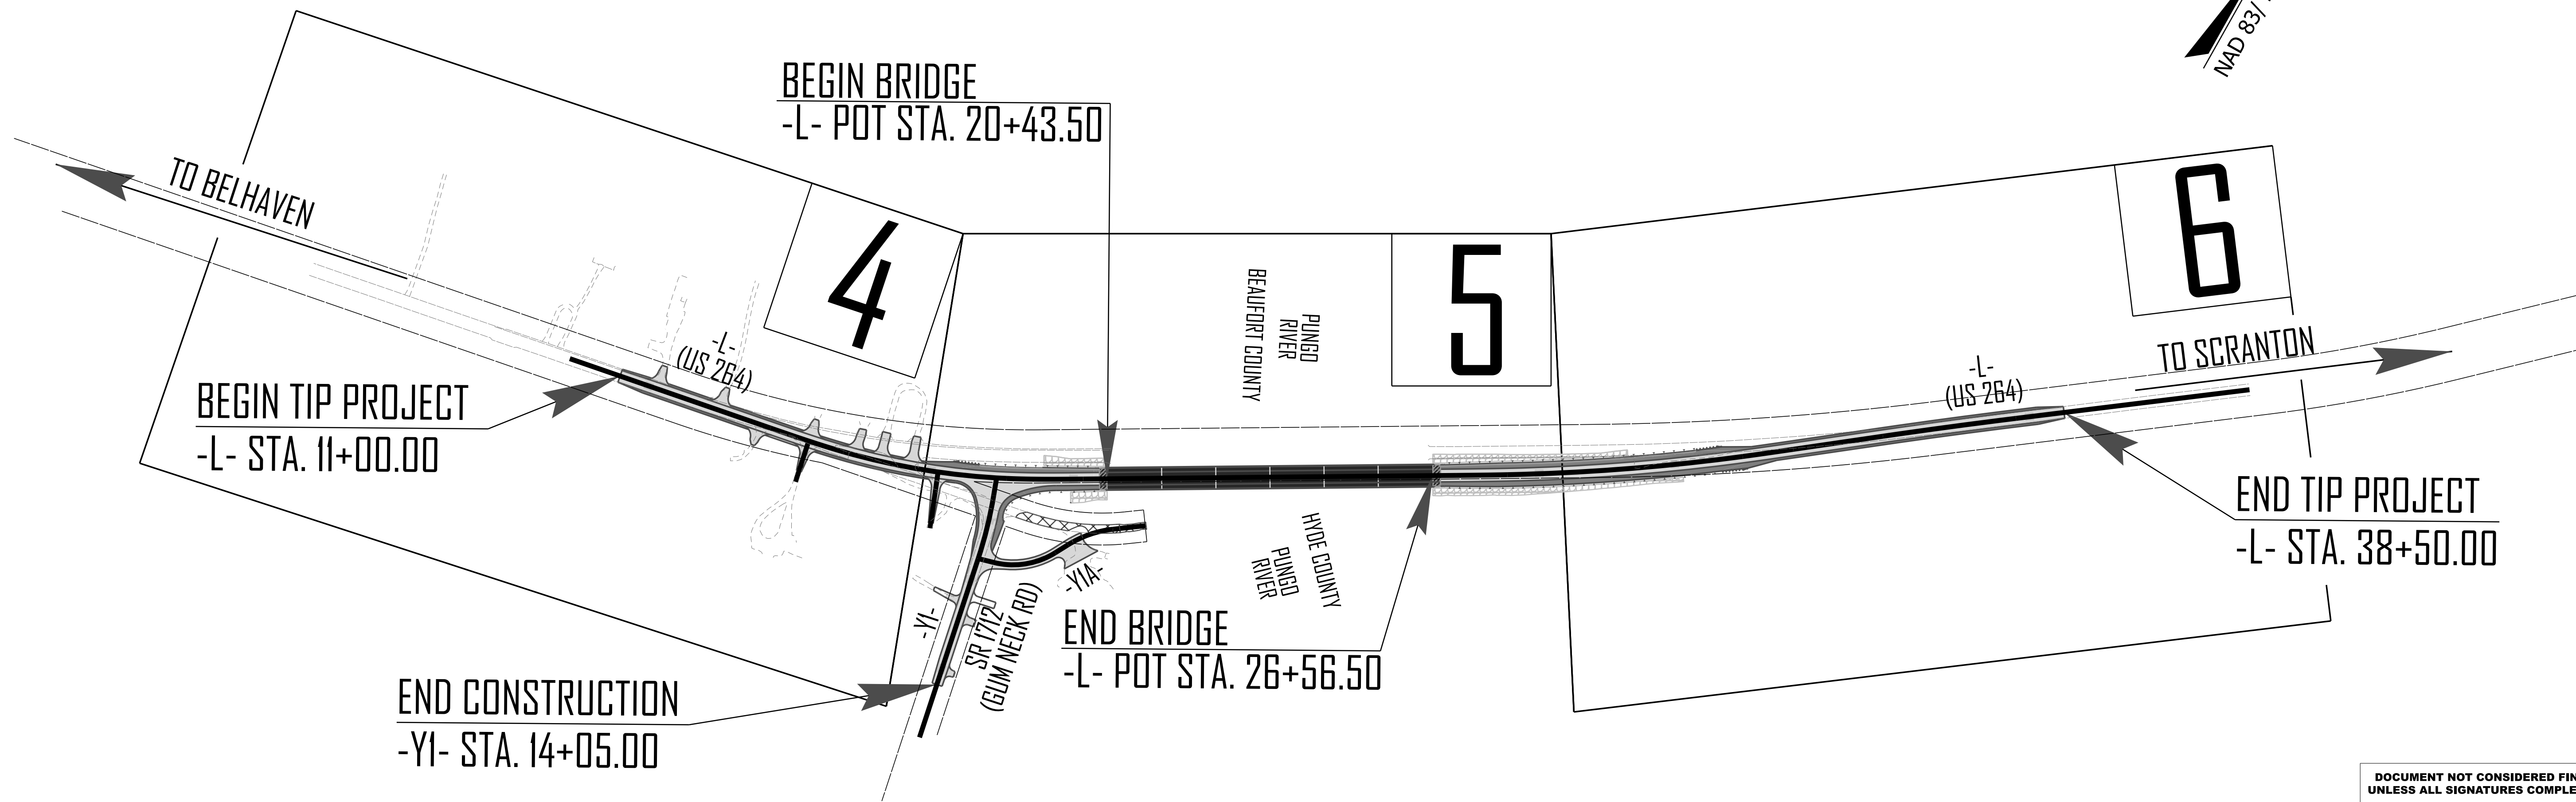 NAD 83/
BEGIN BRIDGE
-L- POT STA. 20+43.50
TO BELHAVEN
4
5
6
BEAUFORT COUNTY
PUNGO
RIVER
-L-
(US 264)
TO SCRANTON
-L-
(US 264)
BEGIN TIP PROJECT
-L- STA. 11+00.00
END TIP PROJECT
-L- STA. 38+50.00
HYDE COUNTY
PUNGO
RIVER
-Y1A-
-Y1-
SR 1712
(GUM NECK RD)
END BRIDGE
-L- POT STA. 26+56.50
END CONSTRUCTION
-Y1- STA. 14+05.00
DOCUMENT NOT CONSIDERED FIN
UNLESS ALL SIGNATURES COMPLE